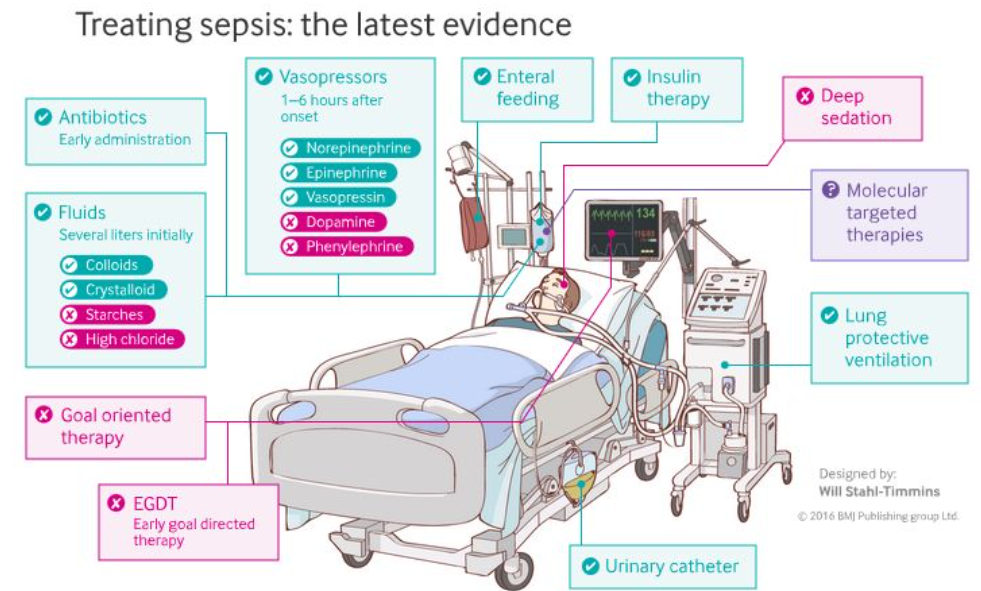 Treating sepsis: the latest evidence
Antibiotics
Early administration
Fluids
Several liters initially
Colloids
Crystalloid
Starches
High chloride
Vasopressors
1–6 hours after
onset
Norepinephrine
Epinephrine
Vasopressin
Dopamine
Phenylephrine
Enteral
feeding
Insulin
therapy
Deep
sedation
? Molecular
targeted
therapies
134
Lung
protective
ventilation
Goal oriented
therapy
EGDT
Early goal directed
therapy
Urinary catheter
Designed by:
Will Stahl-Timmins
© 2016 BMJ Publishing group Ltd.